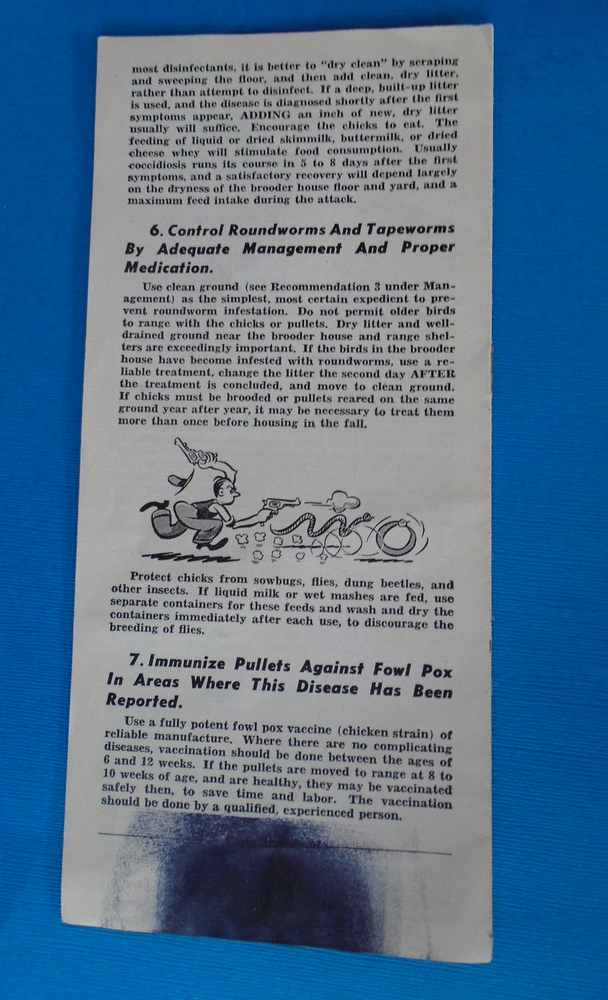 most disinfectants, it is better to "dry clean" by scraping
and sweeping the floor, and then add clean, dry litter,
rather than attempt to disinfect. If a deep, built-up litter
is used, and the disease is diagnosed shortly after the first
symptoms appear, ADDING an inch of new, dry litter
usually will suffice. Encourage the chicks to eat. The
feeding of liquid or dried skimmilk, buttermilk, or dried
cheese whey will stimulate food consumption. Usually
coccidiosis runs its course in 5 to 8 days after the first
symptoms, and a satisfactory recovery will depend largely
on the dryness of the brooder house floor and yard, and a
maximum feed intake during the attack.
6. Control Roundworms And Tapeworms
By Adequate Management And Proper
Medication.
Use clean ground (see Recommendation 3 under Man-
agement) as the simplest, most certain expedient to pre-
vent roundworm infestation. Do not permit older birds
to range with the chicks or pullets. Dry litter and well-
drained ground near the brooder house and range shel-
ters are exceedingly important. If the birds in the brooder
house have become infested with roundworms, use a re-
liable treatment, change the litter the second day AFTER
the treatment is concluded, and move to clean ground.
If chicks must be brooded or pullets reared on the same
ground year after year, it may be necessary to treat them
more than once before housing in the fall.
Protect chicks from sowbugs, flies, dung beetles, and
other insects. If liquid milk or wet mashes are fed, use
separate containers for these feeds and wash and dry the
containers immediately after each use, to discourage the
breeding of flies.
7. Immunize Pullets Against Fowl Pox
In Areas Where This Disease Has Been
Reported.
Use a fully potent fowl pox vaccine (chicken strain) of
reliable manufacture. Where there are no complicating
diseases, vaccination should be done between the ages of
6 and 12 weeks. If the pullets are moved to range at 8 to
10 weeks of age, and are healthy, they may be vaccinated
safely then, to save time and labor. The vaccination
should be done by a qualified, experienced person.